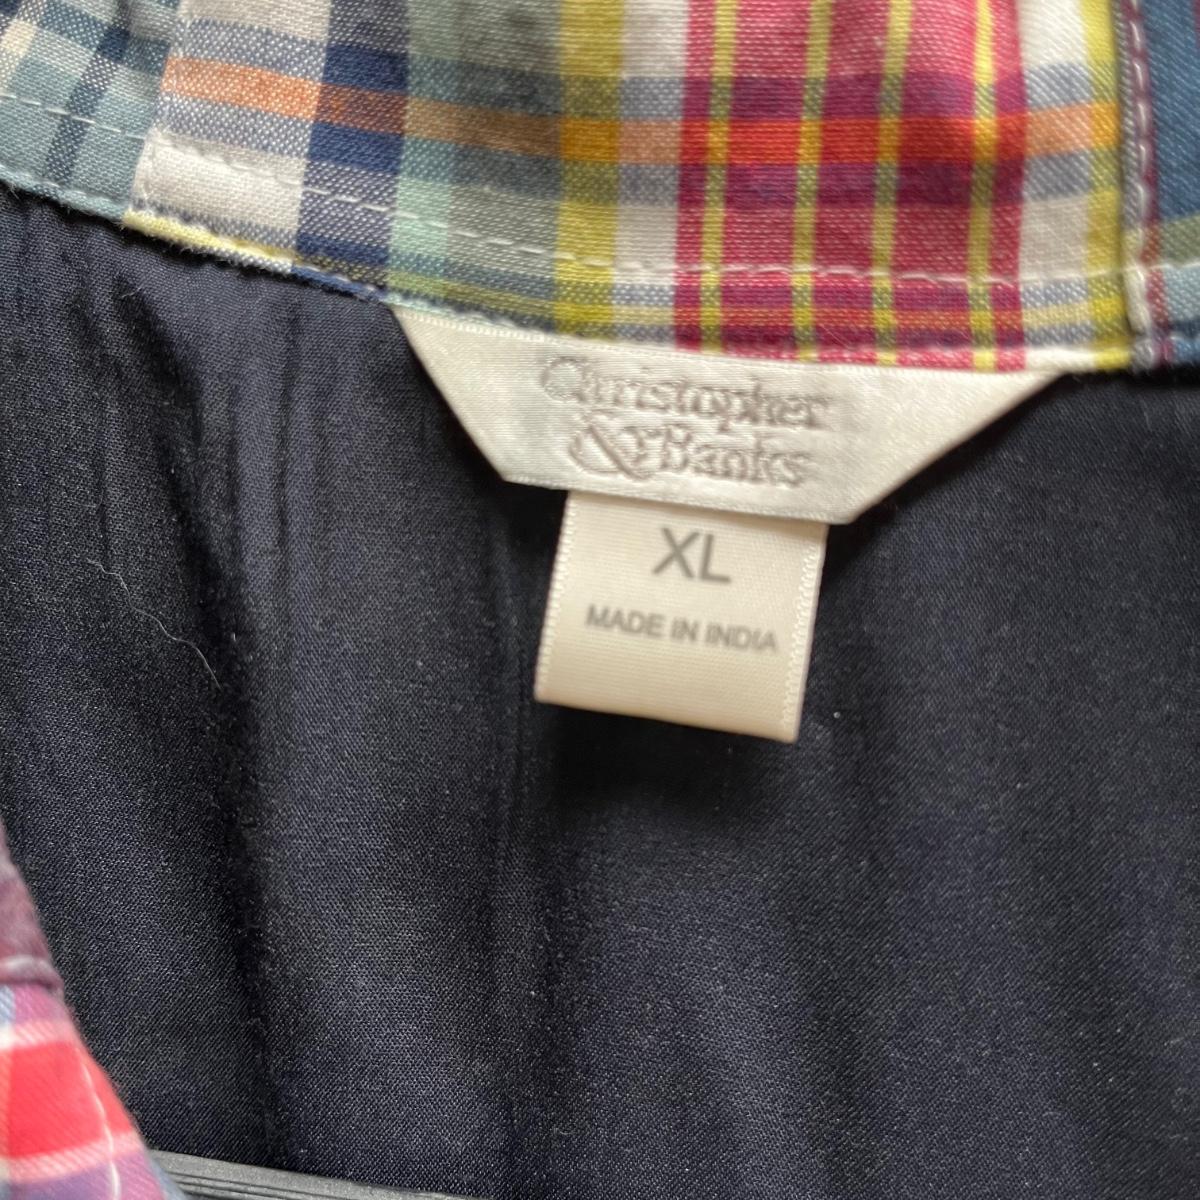 Christopher
& Banks
XL
MADE IN INDIA